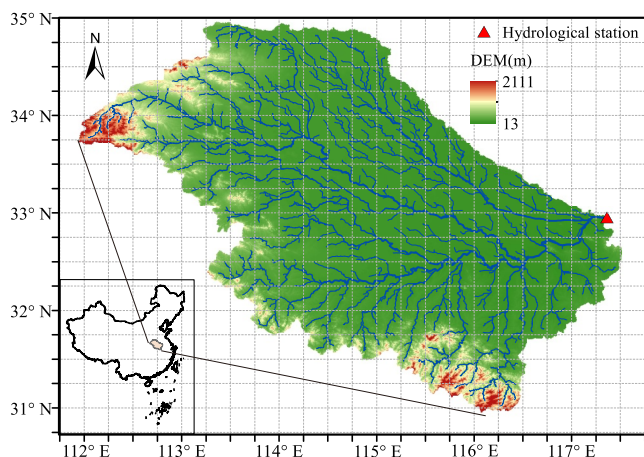 35° N
N
Hydrological station
DEM(m)
2111
13
34° N
33° N
32° N
31° N
112° E 113° E 114° E 115° E 116° E 117° E